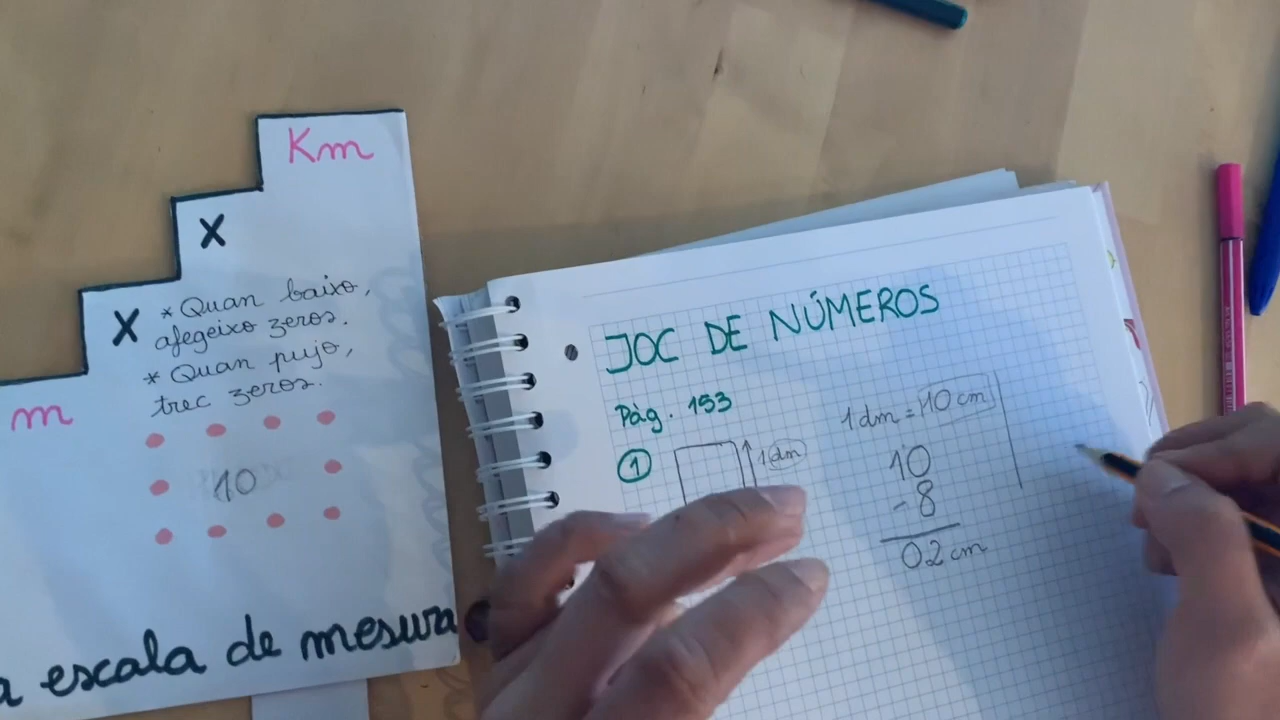 Km
X
X
* Quan baixo,
afegeixo zeros.
* Quan pujo,
trec zeros.
m
10
a escala de mesura
JOC DE NÚMEROS
Pàg. 153
1
1 dm
1 dm = 10 cm
10
- 8
02 cm